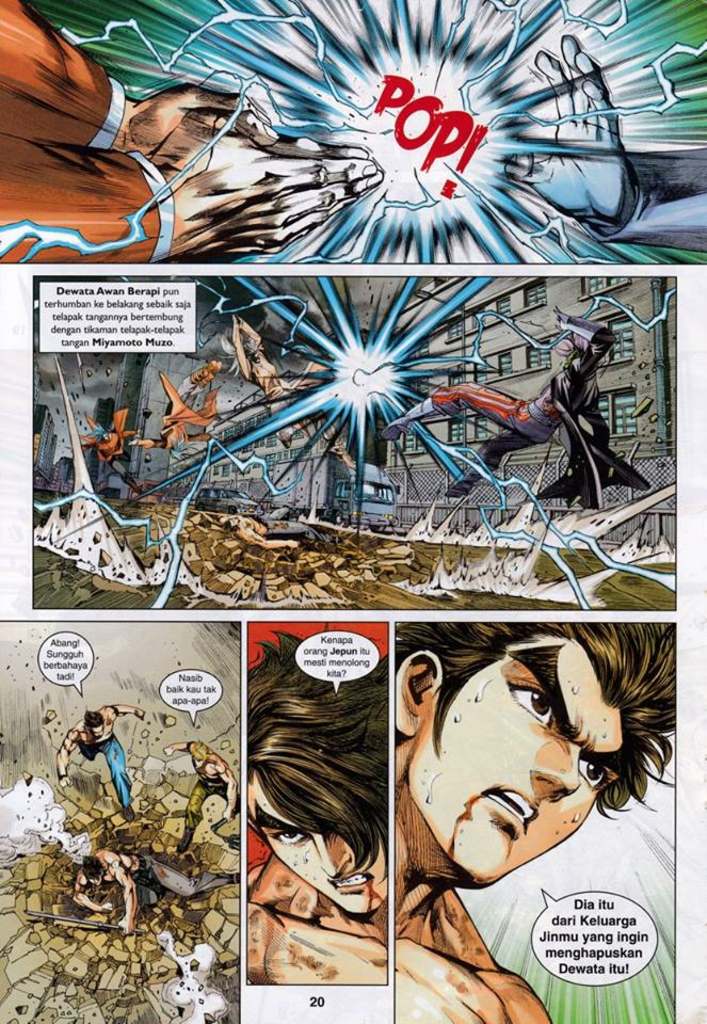 POP!
Dewata Awan Berapi pun
terhumban ke belakang sebaik saja
telapak tangannya bertembung
dengan tikaman telapak-telapak
tangan Miyamoto Muzo.
Abang!
Sungguh
berbahaya
tadi!
Nasib
baik kau tak
apa-apa!
Kenapa
orang Jepun itu
mesti menolong
kita?
Dia itu
dari Keluarga
Jinmu yang ingin
menghapuskan
Dewata itu!
20